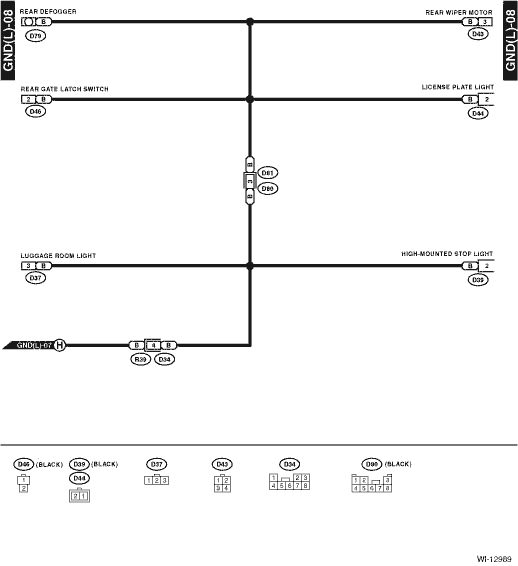 GND(L)-08
GND(L)-08
REAR DEFOGGER
B
D79
REAR WIPER MOTOR
B 3
D43
REAR GATE LATCH SWITCH
2 B
D46
LICENSE PLATE LIGHT
B 2
D44
B
3
B
D81
D90
LUGGAGE ROOM LIGHT
3 B
D37
HIGH-MOUNTED STOP LIGHT
B 2
D39
GND(L)-07 H
B 4 B
R39 D34
D46 (BLACK)
1
2
D39 (BLACK)
D44
2 1
D37
1 2 3
D43
1 2
3 4
D34
1 2 3
4 5 6 7 8
D90 (BLACK)
1 2 3
4 5 6 7 8
WI-12989